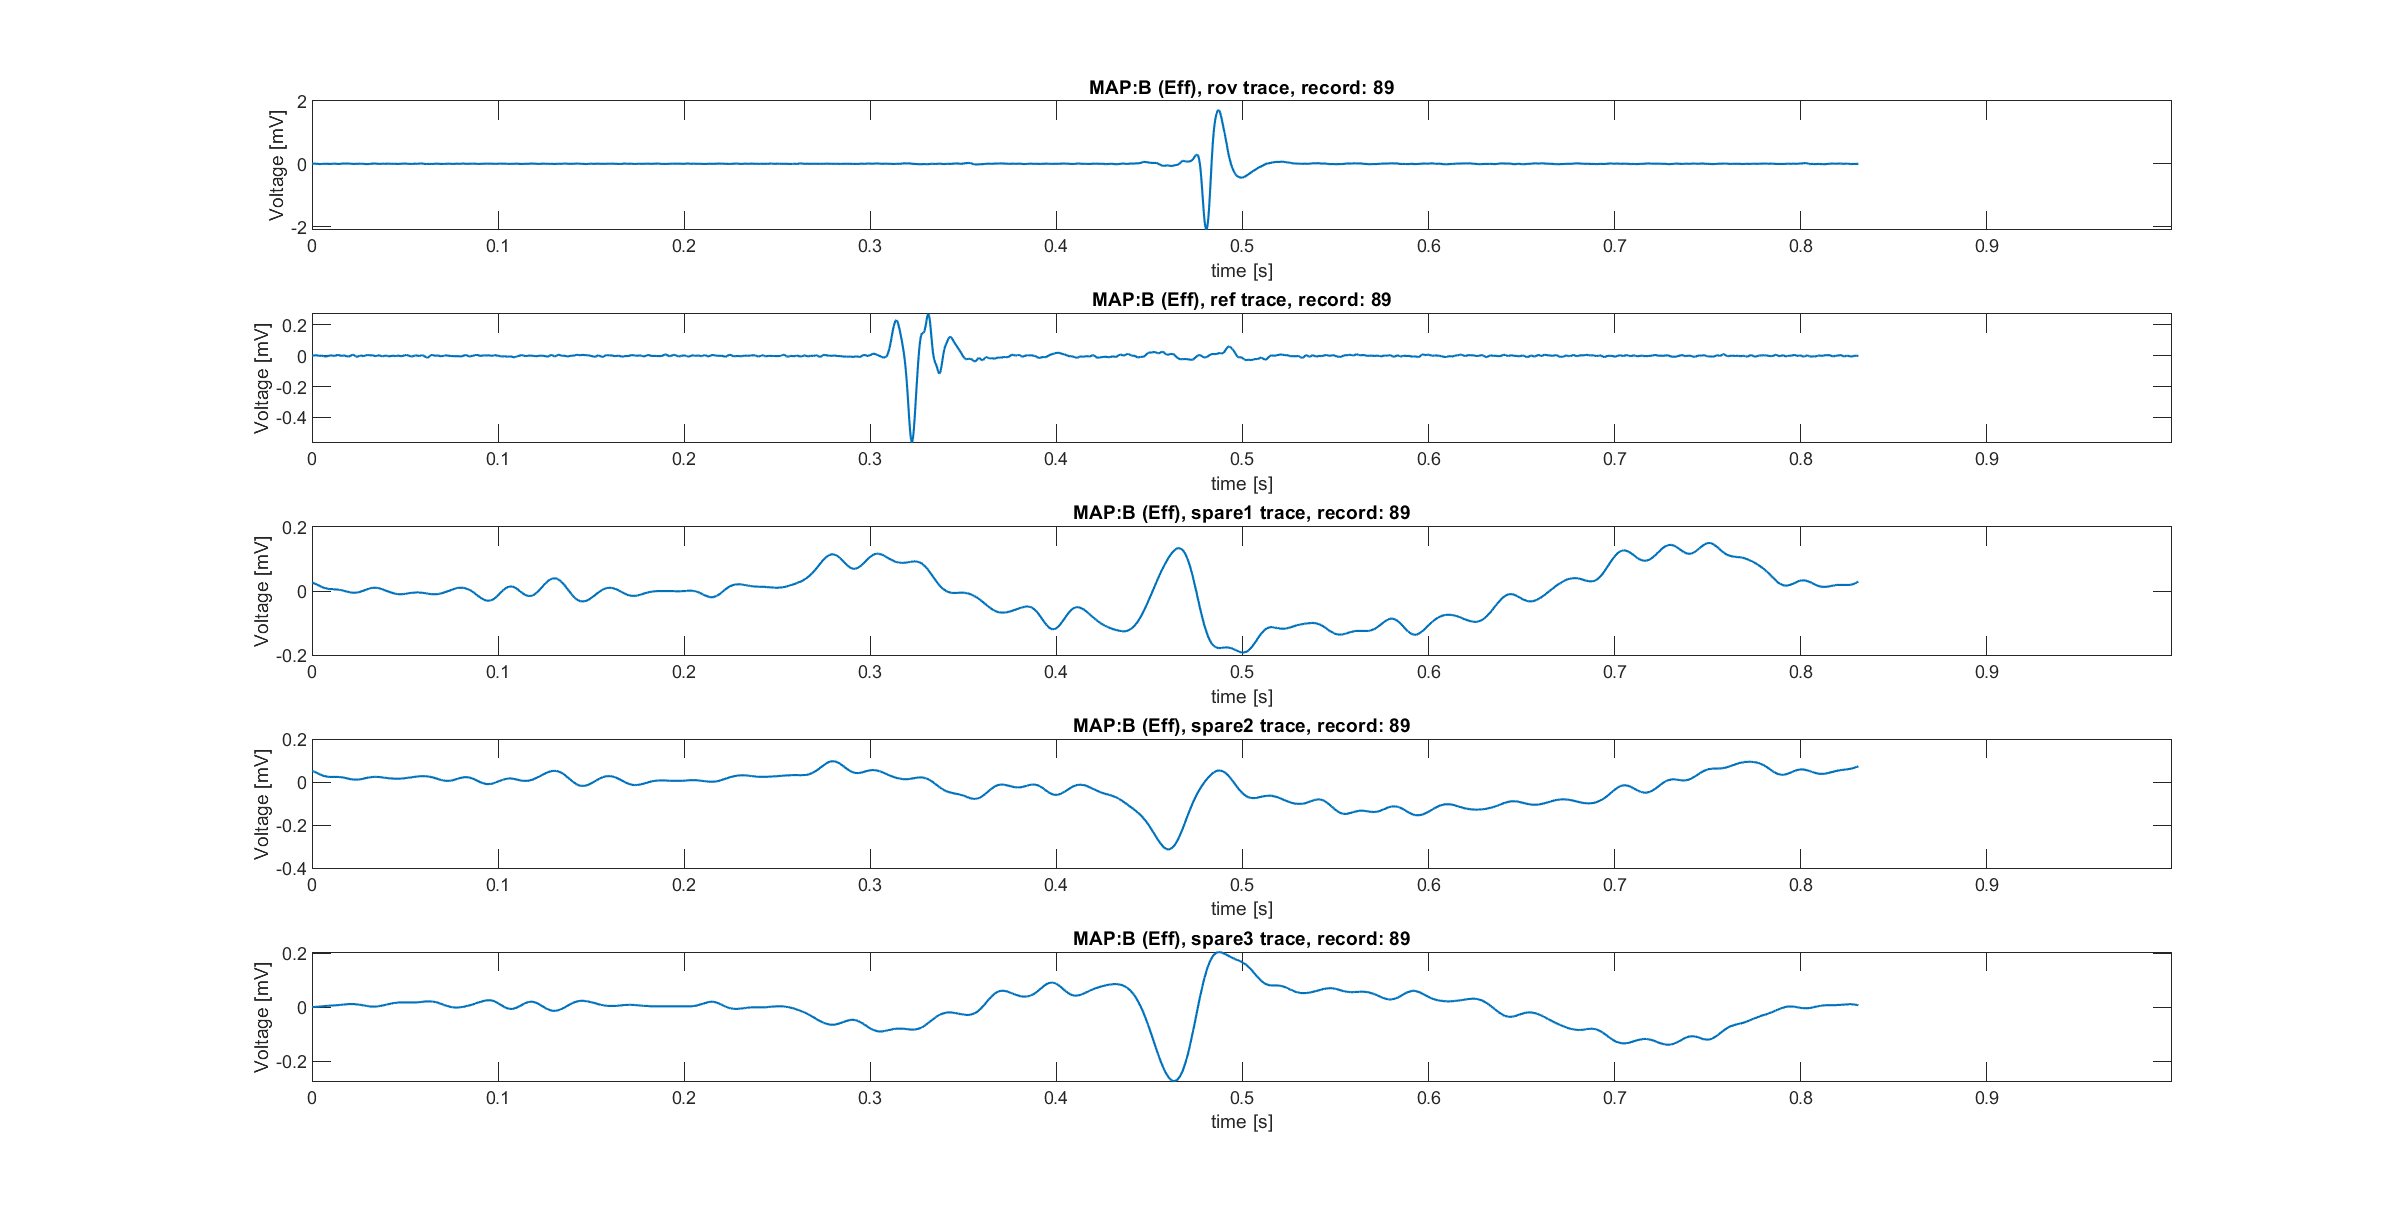 MAP:B (Eff), rov trace, record: 89
Voltage [mV]
2
0
-2
0 0.1 0.2 0.3 0.4 0.5 0.6 0.7 0.8 0.9
time [s]
MAP:B (Eff), ref trace, record: 89
Voltage [mV]
0.2
0
-0.2
-0.4
0 0.1 0.2 0.3 0.4 0.5 0.6 0.7 0.8 0.9
time [s]
MAP:B (Eff), spare1 trace, record: 89
Voltage [mV]
0.2
0
-0.2
0 0.1 0.2 0.3 0.4 0.5 0.6 0.7 0.8 0.9
time [s]
MAP:B (Eff), spare2 trace, record: 89
Voltage [mV]
0.2
0
-0.2
-0.4
0 0.1 0.2 0.3 0.4 0.5 0.6 0.7 0.8 0.9
time [s]
MAP:B (Eff), spare3 trace, record: 89
Voltage [mV]
0.2
0
-0.2
0 0.1 0.2 0.3 0.4 0.5 0.6 0.7 0.8 0.9
time [s]